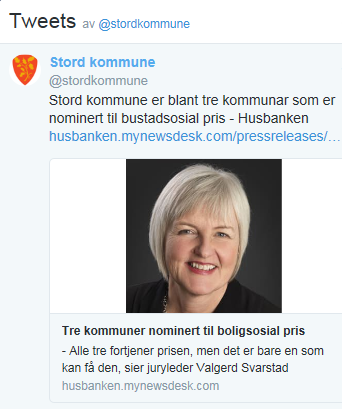 Tweets av @stordkommune
Stord kommune
@stordkommune
Stord kommune er blant tre kommunar som er
nominert til bustadsosial pris - Husbanken
husbanken.mynewsdesk.com/pressreleases/…
Tre kommuner nominert til boligsosial pris
- Alle tre fortjener prisen, men det er bare en som
kan få den, sier juryleder Valgerd Svarstad
husbanken.mynewsdesk.com